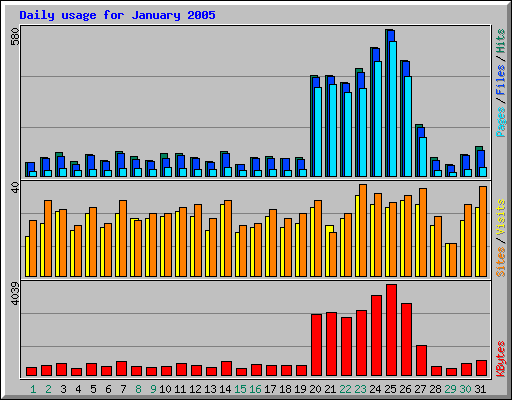 Daily usage for January 2005
580
Pages / Files / Hits
40
Sites / Visits
4039
KBytes
1 2 3 4 5 6 7 8 9 10 11 12 13 14 15 16 17 18 19 20 21 22 23 24 25 26 27 28 29 30 31